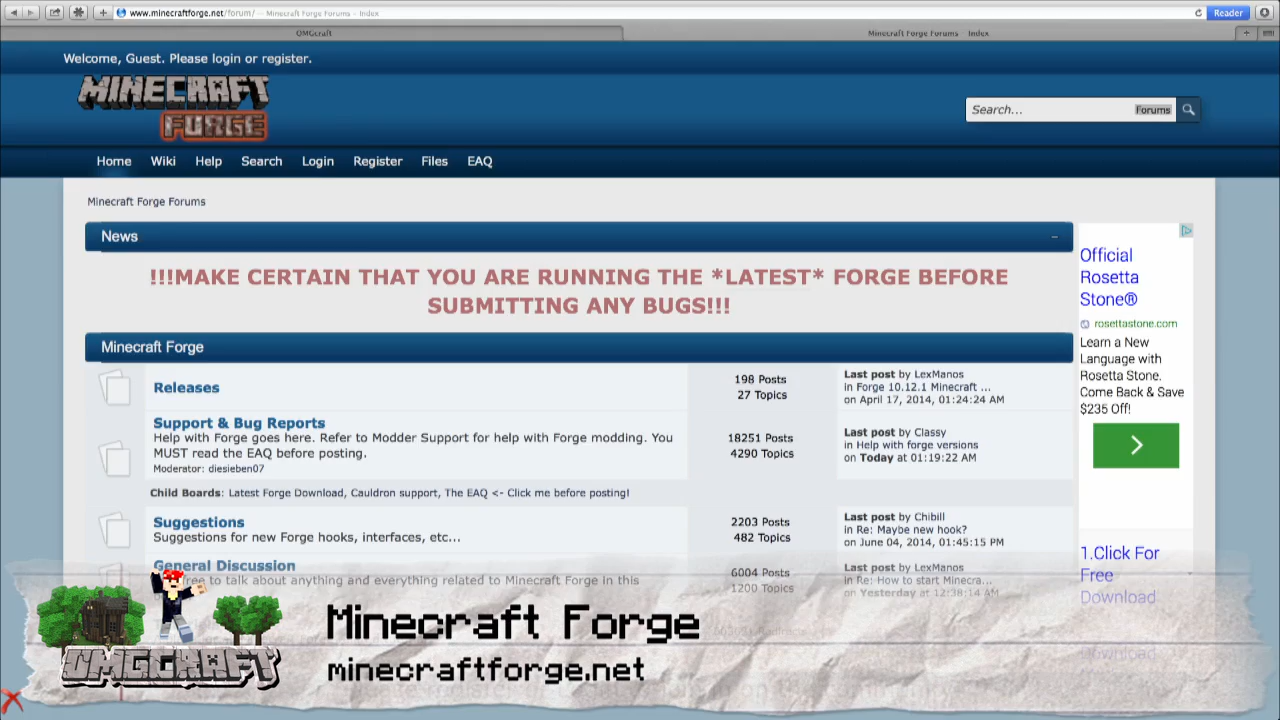 www.minecraftforge.net/forum/ — Minecraft Forge Forums - Index
Reader
OMGcraft
Minecraft Forge Forums - Index
Welcome, Guest. Please login or register.
MINECRAFT
FORGE
Search...
Forums
Home Wiki Help Search Login Register Files EAQ
Minecraft Forge Forums
News
!!!MAKE CERTAIN THAT YOU ARE RUNNING THE *LATEST* FORGE BEFORE
SUBMITTING ANY BUGS!!!
Minecraft Forge
Releases
198 Posts
27 Topics
Last post by LexManos
in Forge 10.12.1 Minecraft ...
on April 17, 2014, 01:24:24 AM
Support & Bug Reports
Help with Forge goes here. Refer to Modder Support for help with Forge modding. You
MUST read the EAQ before posting.
Moderator: diesieben07
18251 Posts
4290 Topics
Last post by Classy
in Help with forge versions
on Today at 01:19:22 AM
Child Boards: Latest Forge Download, Cauldron support, The EAQ <- Click me before posting!
Suggestions
Suggestions for new Forge hooks, interfaces, etc...
2203 Posts
482 Topics
Last post by Chibill
in Re: Maybe new hook?
on June 04, 2014, 01:45:15 PM
General Discussion
free to talk about anything and everything related to Minecraft Forge in this
6004 Posts
1200 Topics
Last post by LexManos
in Re: How to start Minecra...
on Yesterday at 12:38:14 AM
Official
Rosetta
Stone®
rosettastone.com
Learn a New
Language with
Rosetta Stone.
Come Back & Save
$235 Off!
1.Click For
Free
Download
Download
OMGCRAFT
Minecraft Forge
minecraftforge.net